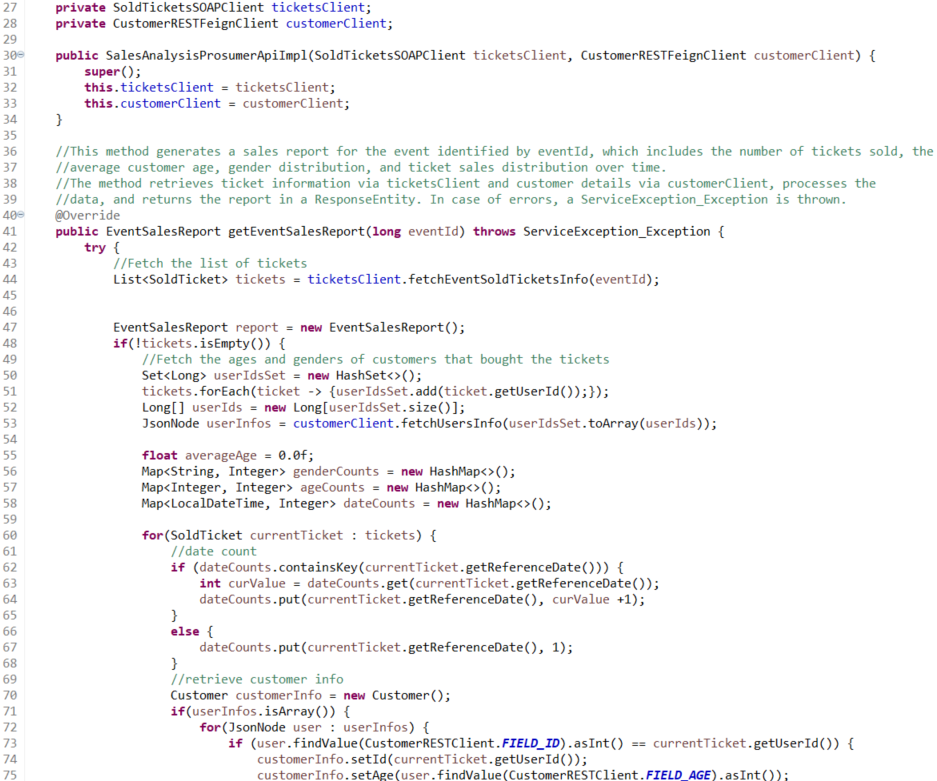 27 private SoldTicketsSOAPClient ticketsClient;
28 private CustomerRESTFeignClient customerClient;
29
30 public SalesAnalysisProsumerApiImpl(SoldTicketsSOAPClient ticketsClient, CustomerRESTFeignClient customerClient) {
31 super();
32 this.ticketsClient = ticketsClient;
33 this.customerClient = customerClient;
34 }
35
36 //This method generates a sales report for the event identified by eventId, which includes the number of tickets sold, the
37 //average customer age, gender distribution, and ticket sales distribution over time.
38 //The method retrieves ticket information via ticketsClient and customer details via customerClient, processes the
39 //data, and returns the report in a ResponseEntity. In case of errors, a ServiceException_Exception is thrown.
40 @Override
41 public EventSalesReport getEventSalesReport(long eventId) throws ServiceException_Exception {
42 try {
43 //Fetch the list of tickets
44 List<SoldTicket> tickets = ticketsClient.fetchEventSoldTicketsInfo(eventId);
45
46
47 EventSalesReport report = new EventSalesReport();
48 if(!tickets.isEmpty()) {
49 //Fetch the ages and genders of customers that bought the tickets
50 Set<Long> userIdsSet = new HashSet<>();
51 tickets.forEach(ticket -> {userIdsSet.add(ticket.getUserId());});
52 Long[] userIds = new Long[userIdsSet.size()];
53 JsonNode userInfos = customerClient.fetchUsersInfo(userIdsSet.toArray(userIds));
54
55 float averageAge = 0.0f;
56 Map<String, Integer> genderCounts = new HashMap<>();
57 Map<Integer, Integer> ageCounts = new HashMap<>();
58 Map<LocalDateTime, Integer> dateCounts = new HashMap<>();
59
60 for(SoldTicket currentTicket : tickets) {
61 //date count
62 if (dateCounts.containsKey(currentTicket.getReferenceDate())) {
63 int curValue = dateCounts.get(currentTicket.getReferenceDate());
64 dateCounts.put(currentTicket.getReferenceDate(), curValue +1);
65 }
66 else {
67 dateCounts.put(currentTicket.getReferenceDate(), 1);
68 }
69 //retrieve customer info
70 Customer customerInfo = new Customer();
71 if(userInfos.isArray()) {
72 for(JsonNode user : userInfos) {
73 if (user.findValue(CustomerRESTClient.FIELD_ID).asInt() == currentTicket.getUserId()) {
74 customerInfo.setId(currentTicket.getUserId());
75 customerInfo.setAge(user.findValue(CustomerRESTClient.FIELD_AGE).asInt());